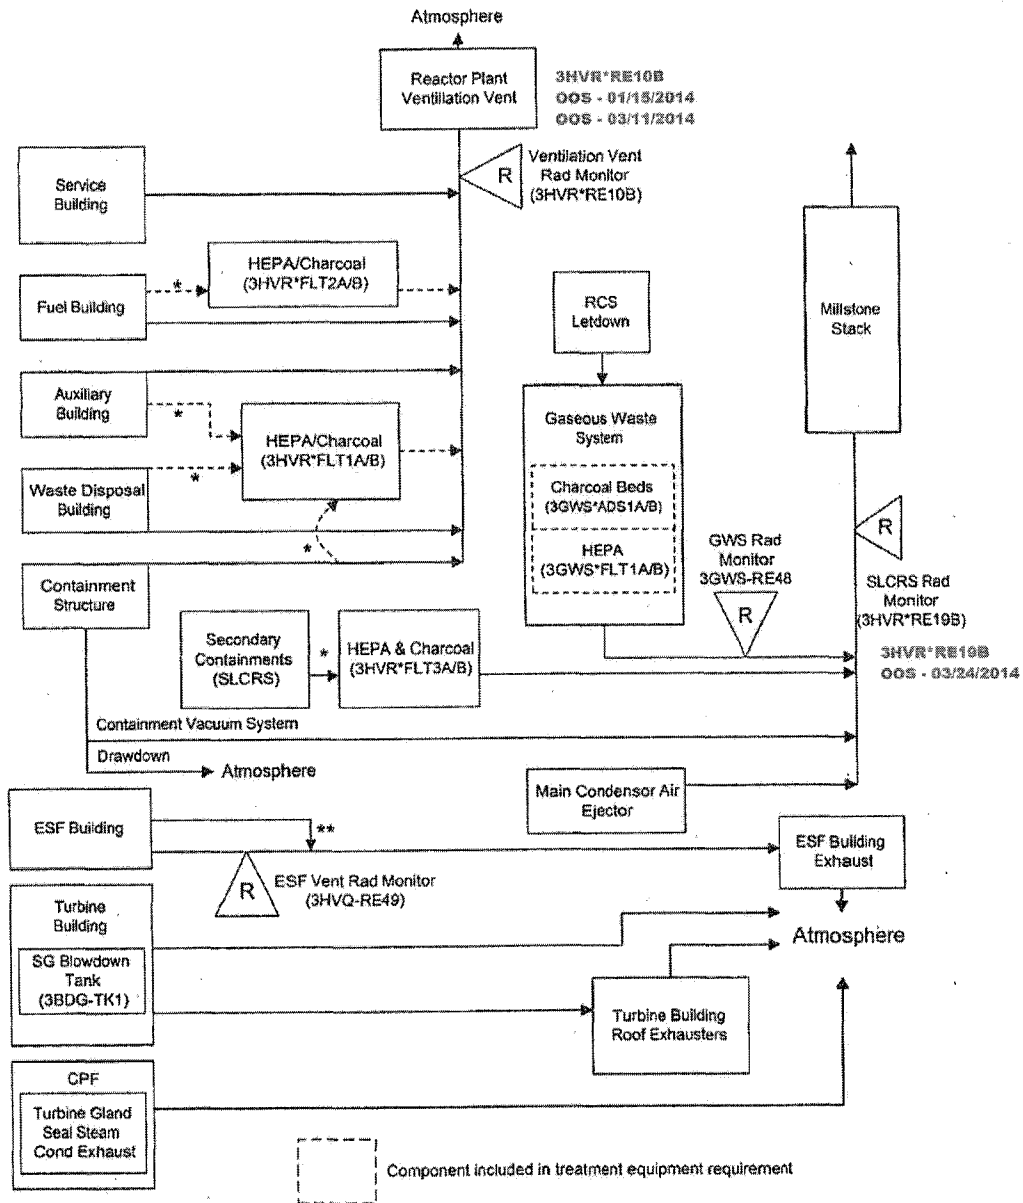 Atmosphere
Reactor Plant
Ventillation Vent
3HVR*RE10B
OOS - 01/15/2014
OOS - 03/11/2014
Ventilation Vent
Rad Monitor
(3HVR*RE10B)
R
Service
Building
HEPA/Charcoal
(3HVR*FLT2A/B)
*
Fuel Building
RCS
Letdown
Millstone
Stack
Auxiliary
Building
*
HEPA/Charcoal
(3HVR*FLT1A/B)
*
Waste Disposal
Building
*
Gaseous Waste
System
Charcoal Beds
(3GWS*ADS1A/B)
HEPA
(3GWS*FLT1A/B)
GWS Rad
Monitor
3GWS-RE48
R
R
SLCRS Rad
Monitor
(3HVR*RE19B)
3HVR*RE19B
OOS - 03/24/2014
Containment
Structure
Secondary
Containments
(SLCRS)
*
HEPA & Charcoal
(3HVR*FLT3A/B)
Containment Vacuum System
Drawdown
Atmosphere
Main Condensor Air
Ejector
ESF Building
**
R
ESF Vent Rad Monitor
(3HVQ-RE49)
ESF Building
Exhaust
Atmosphere
Turbine
Building
SG Blowdown
Tank
(3BDG-TK1)
Turbine Building
Roof Exhausters
CPF
Turbine Gland
Seal Steam
Cond Exhaust
Component included in treatment equipment requirement